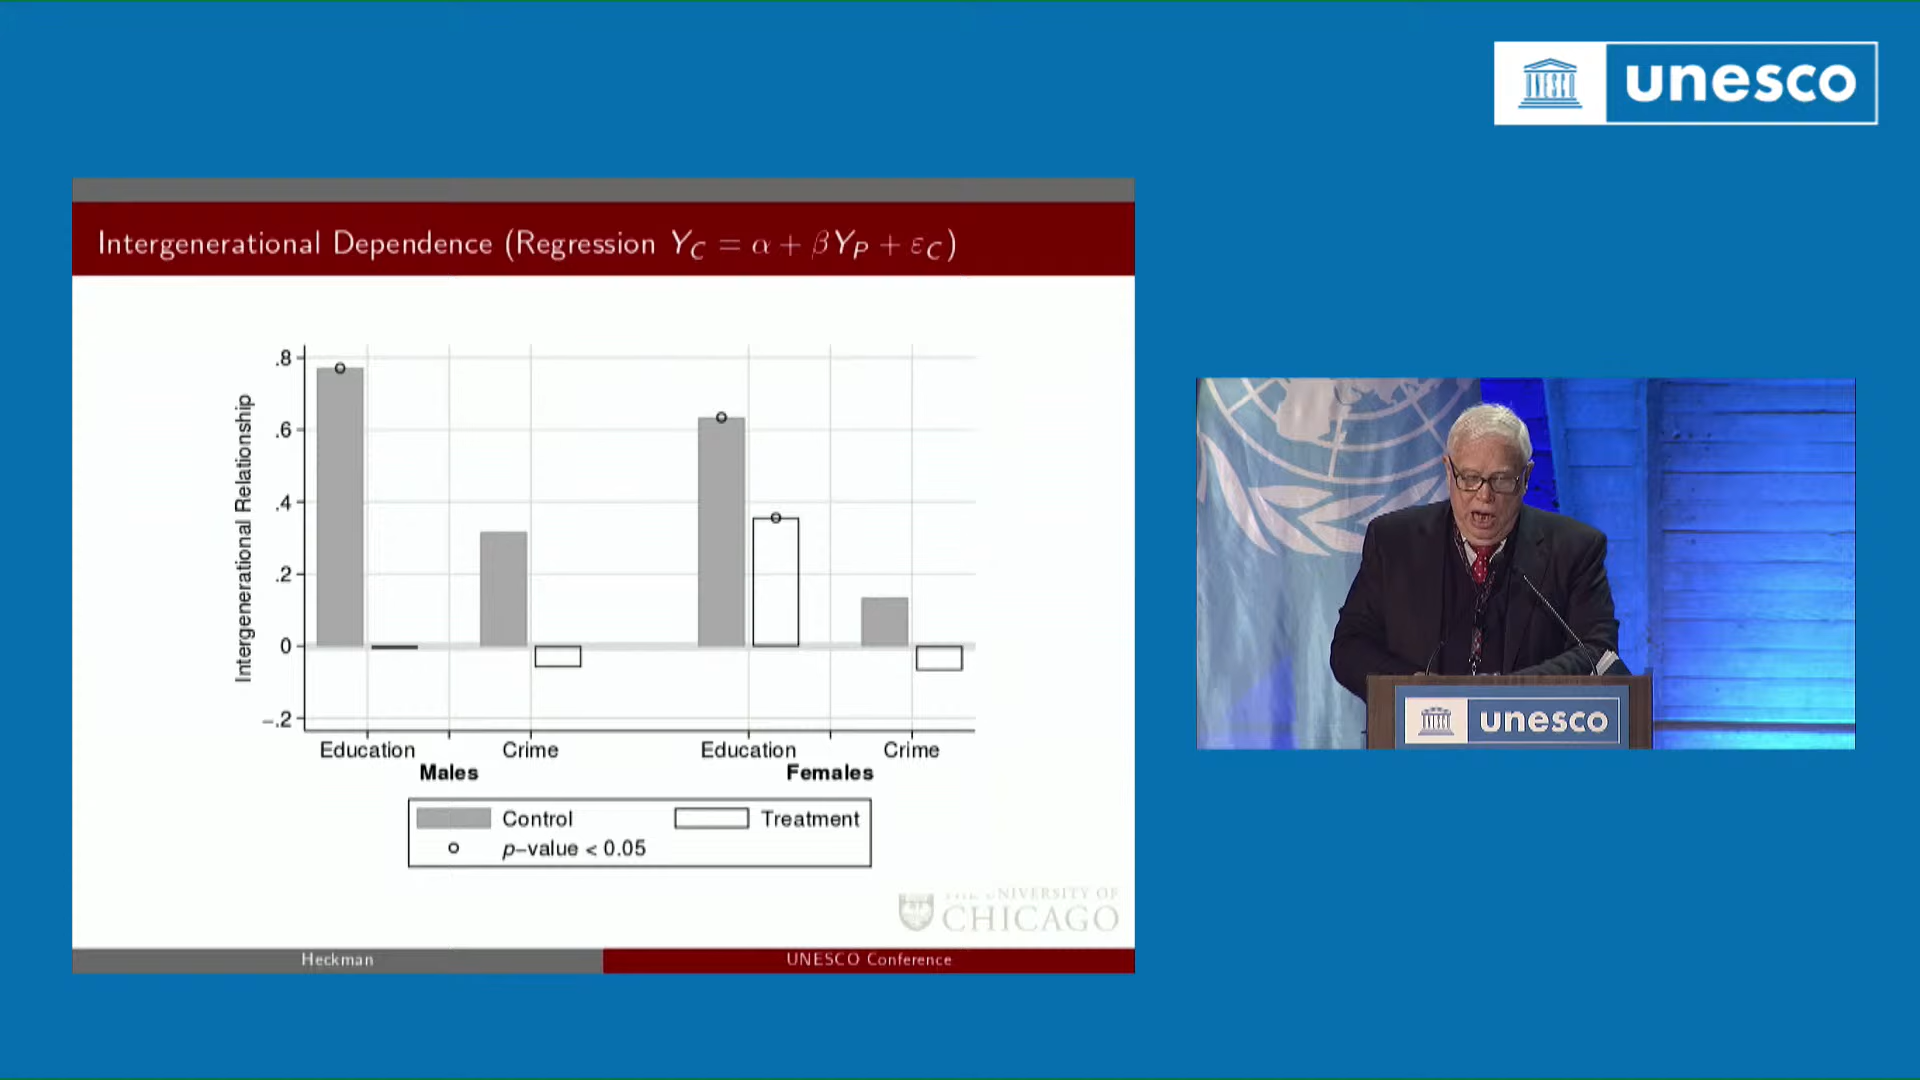 unesco
Intergenerational Dependence (Regression Y_C = α + βY_P + ε_C)
Intergenerational Relationship
.8
.6
.4
.2
0
−.2
Education Crime Education Crime
Males Females
Control Treatment
p−value < 0.05
THE UNIVERSITY OF
CHICAGO
Heckman UNESCO Conference
unesco